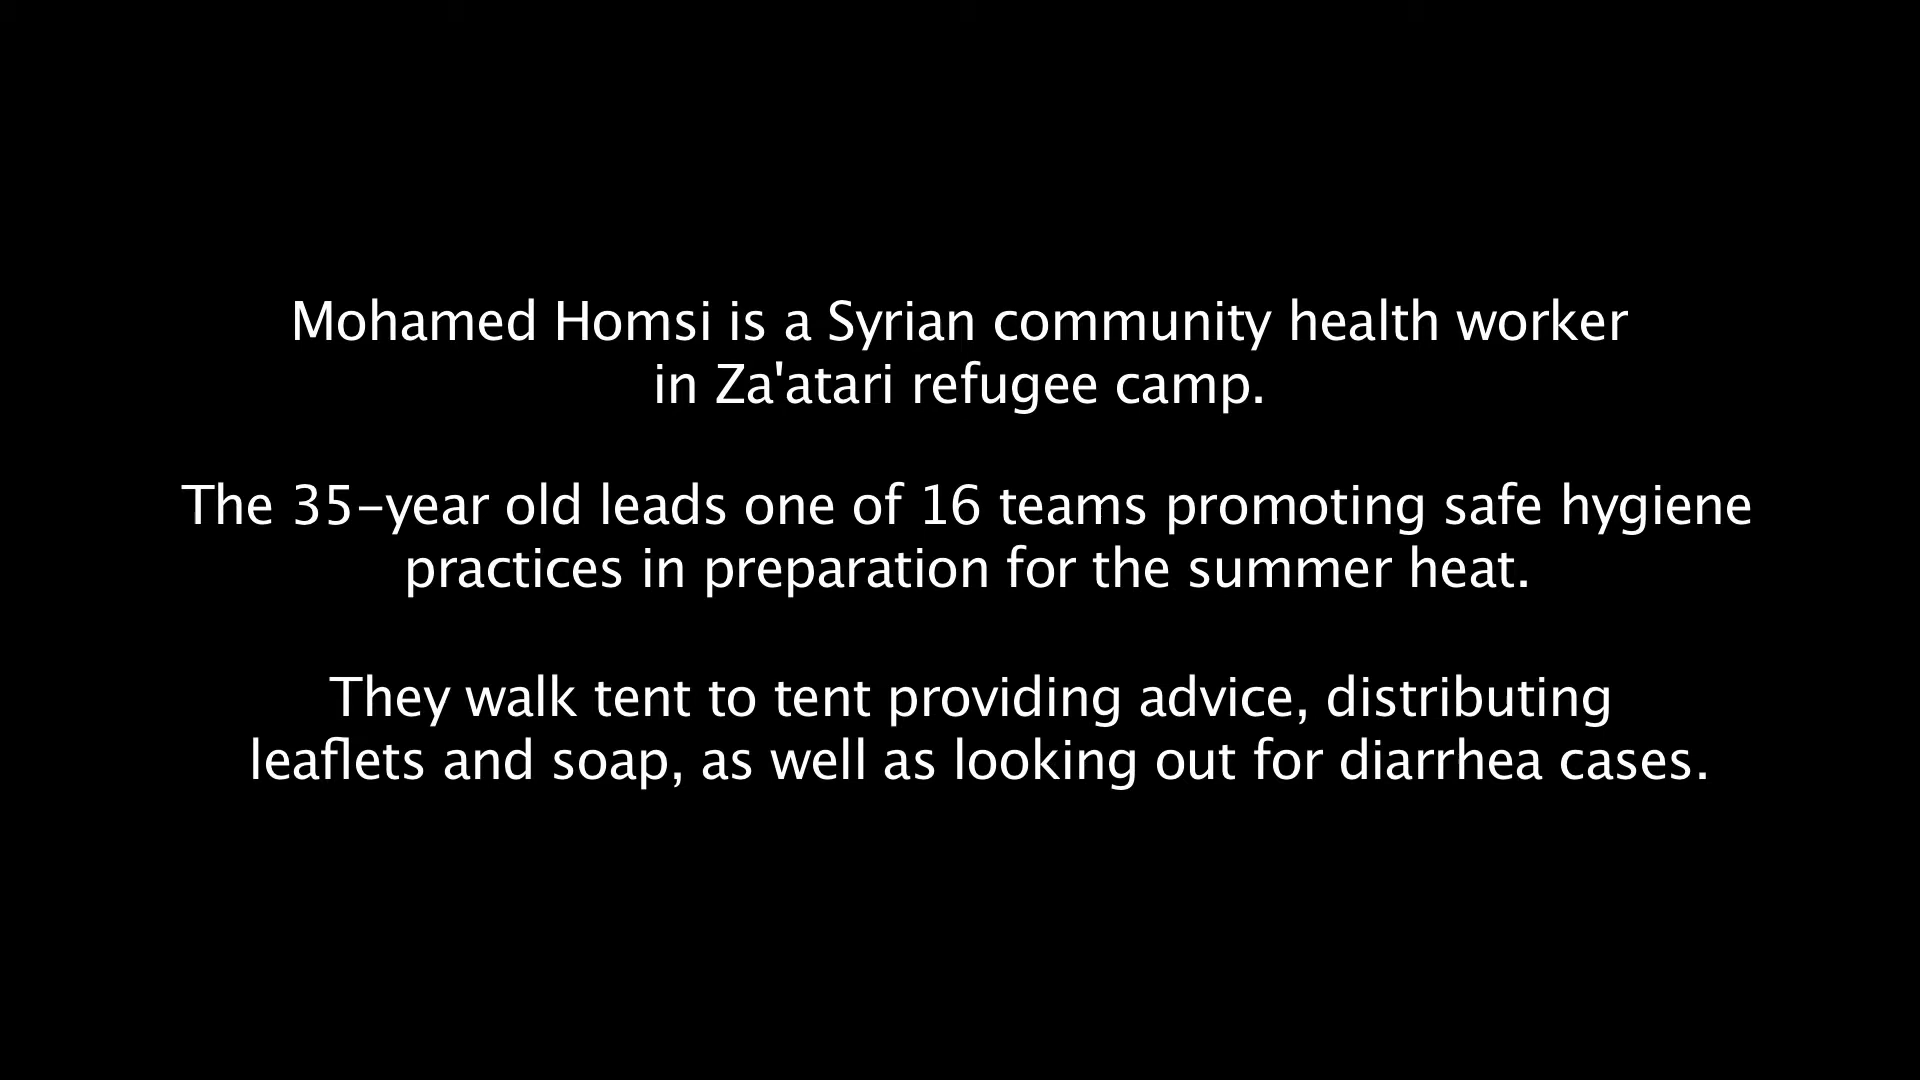 Mohamed Homsi is a Syrian community health worker
in Za'atari refugee camp.
The 35-year old leads one of 16 teams promoting safe hygiene
practices in preparation for the summer heat.
They walk tent to tent providing advice, distributing
leaflets and soap, as well as looking out for diarrhea cases.